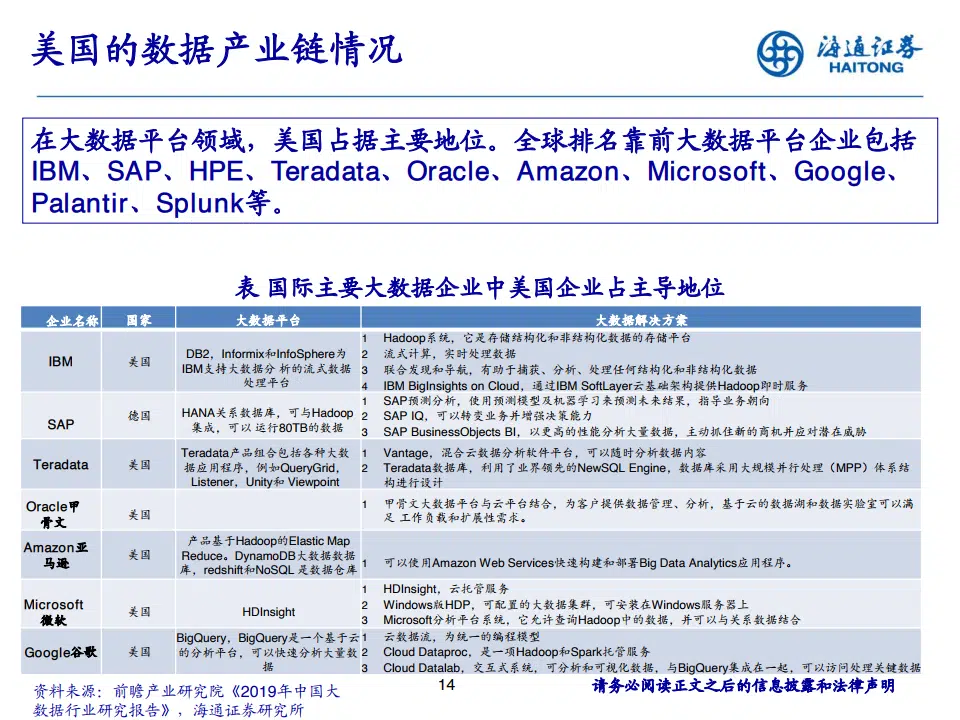 美国的数据产业链情况
海通证券
HAITONG
在大数据平台领域，美国占据主要地位。全球排名靠前大数据平台企业包括
IBM、SAP、HPE、Teradata、Oracle、Amazon、Microsoft、Google、
Palantir、Splunk等。
表 国际主要大数据企业中美国企业占主导地位
企业名称 国家 大数据平台 大数据解决方案
IBM
美国
DB2，Informix和InfoSphere为
IBM支持大数据分 析的流式数据
处理平台
1 Hadoop系统，它是存储结构化和非结构化数据的存储平台
2 流式计算，实时处理数据
3 联合发现和导航，有助于捕获、分析、处理任何结构化和非结构化数据
4 IBM BigInsights on Cloud，通过IBM SoftLayer云基础架构提供Hadoop即时服务
SAP
德国
HANA关系数据库，可与Hadoop
集成，可以 运行80TB的数据
1 SAP预测分析，使用预测模型及机器学习来预测未来结果，指导业务朝向
2 SAP IQ，可以转变业务并增强决策能力
3 SAP BusinessObjects BI，以更高的性能分析大量数据，主动抓住新的商机并应对潜在威胁
Teradata
美国
Teradata产品组合包括各种大数
据应用程序，例如QueryGrid，
Listener，Unity和 Viewpoint
1 Vantage，混合云数据分析软件平台，可以随时分析数据内容
2 Teradata数据库，利用了业界领先的NewSQL Engine，数据库采用大规模并行处理（MPP）体系结
构进行设计
Oracle甲
骨文
美国
1 甲骨文大数据平台与云平台结合，为客户提供数据管理、分析，基于云的数据湖和数据实验室可以满
足 工作负载和扩展性需求。
Amazon亚
马逊
美国
产品基于Hadoop的Elastic Map
Reduce。DynamoDB大数据数据
库，redshift和NoSQL 是数据仓库
1 可以使用Amazon Web Services快速构建和部署Big Data Analytics应用程序。
Microsoft
微软
美国
HDInsight
1 HDInsight，云托管服务
2 Windows版HDP，可配置的大数据集群，可安装在Windows服务器上
3 Microsoft分析平台系统，它允许查询Hadoop中的数据，并可以与关系数据结合
Google谷歌
美国
BigQuery，BigQuery是一个基于云
的分析平台，可以快速分析大量数
据
1 云数据流，为统一的编程模型
2 Cloud Dataproc，是一项Hadoop和Spark托管服务
3 Cloud Datalab，交互式系统，可分析和可视化数据，与BigQuery集成在一起，可以访问处理关键数据
资料来源：前瞻产业研究院《2019年中国大
数据行业研究报告》，海通证券研究所
14
请务必阅读正文之后的信息披露和法律声明